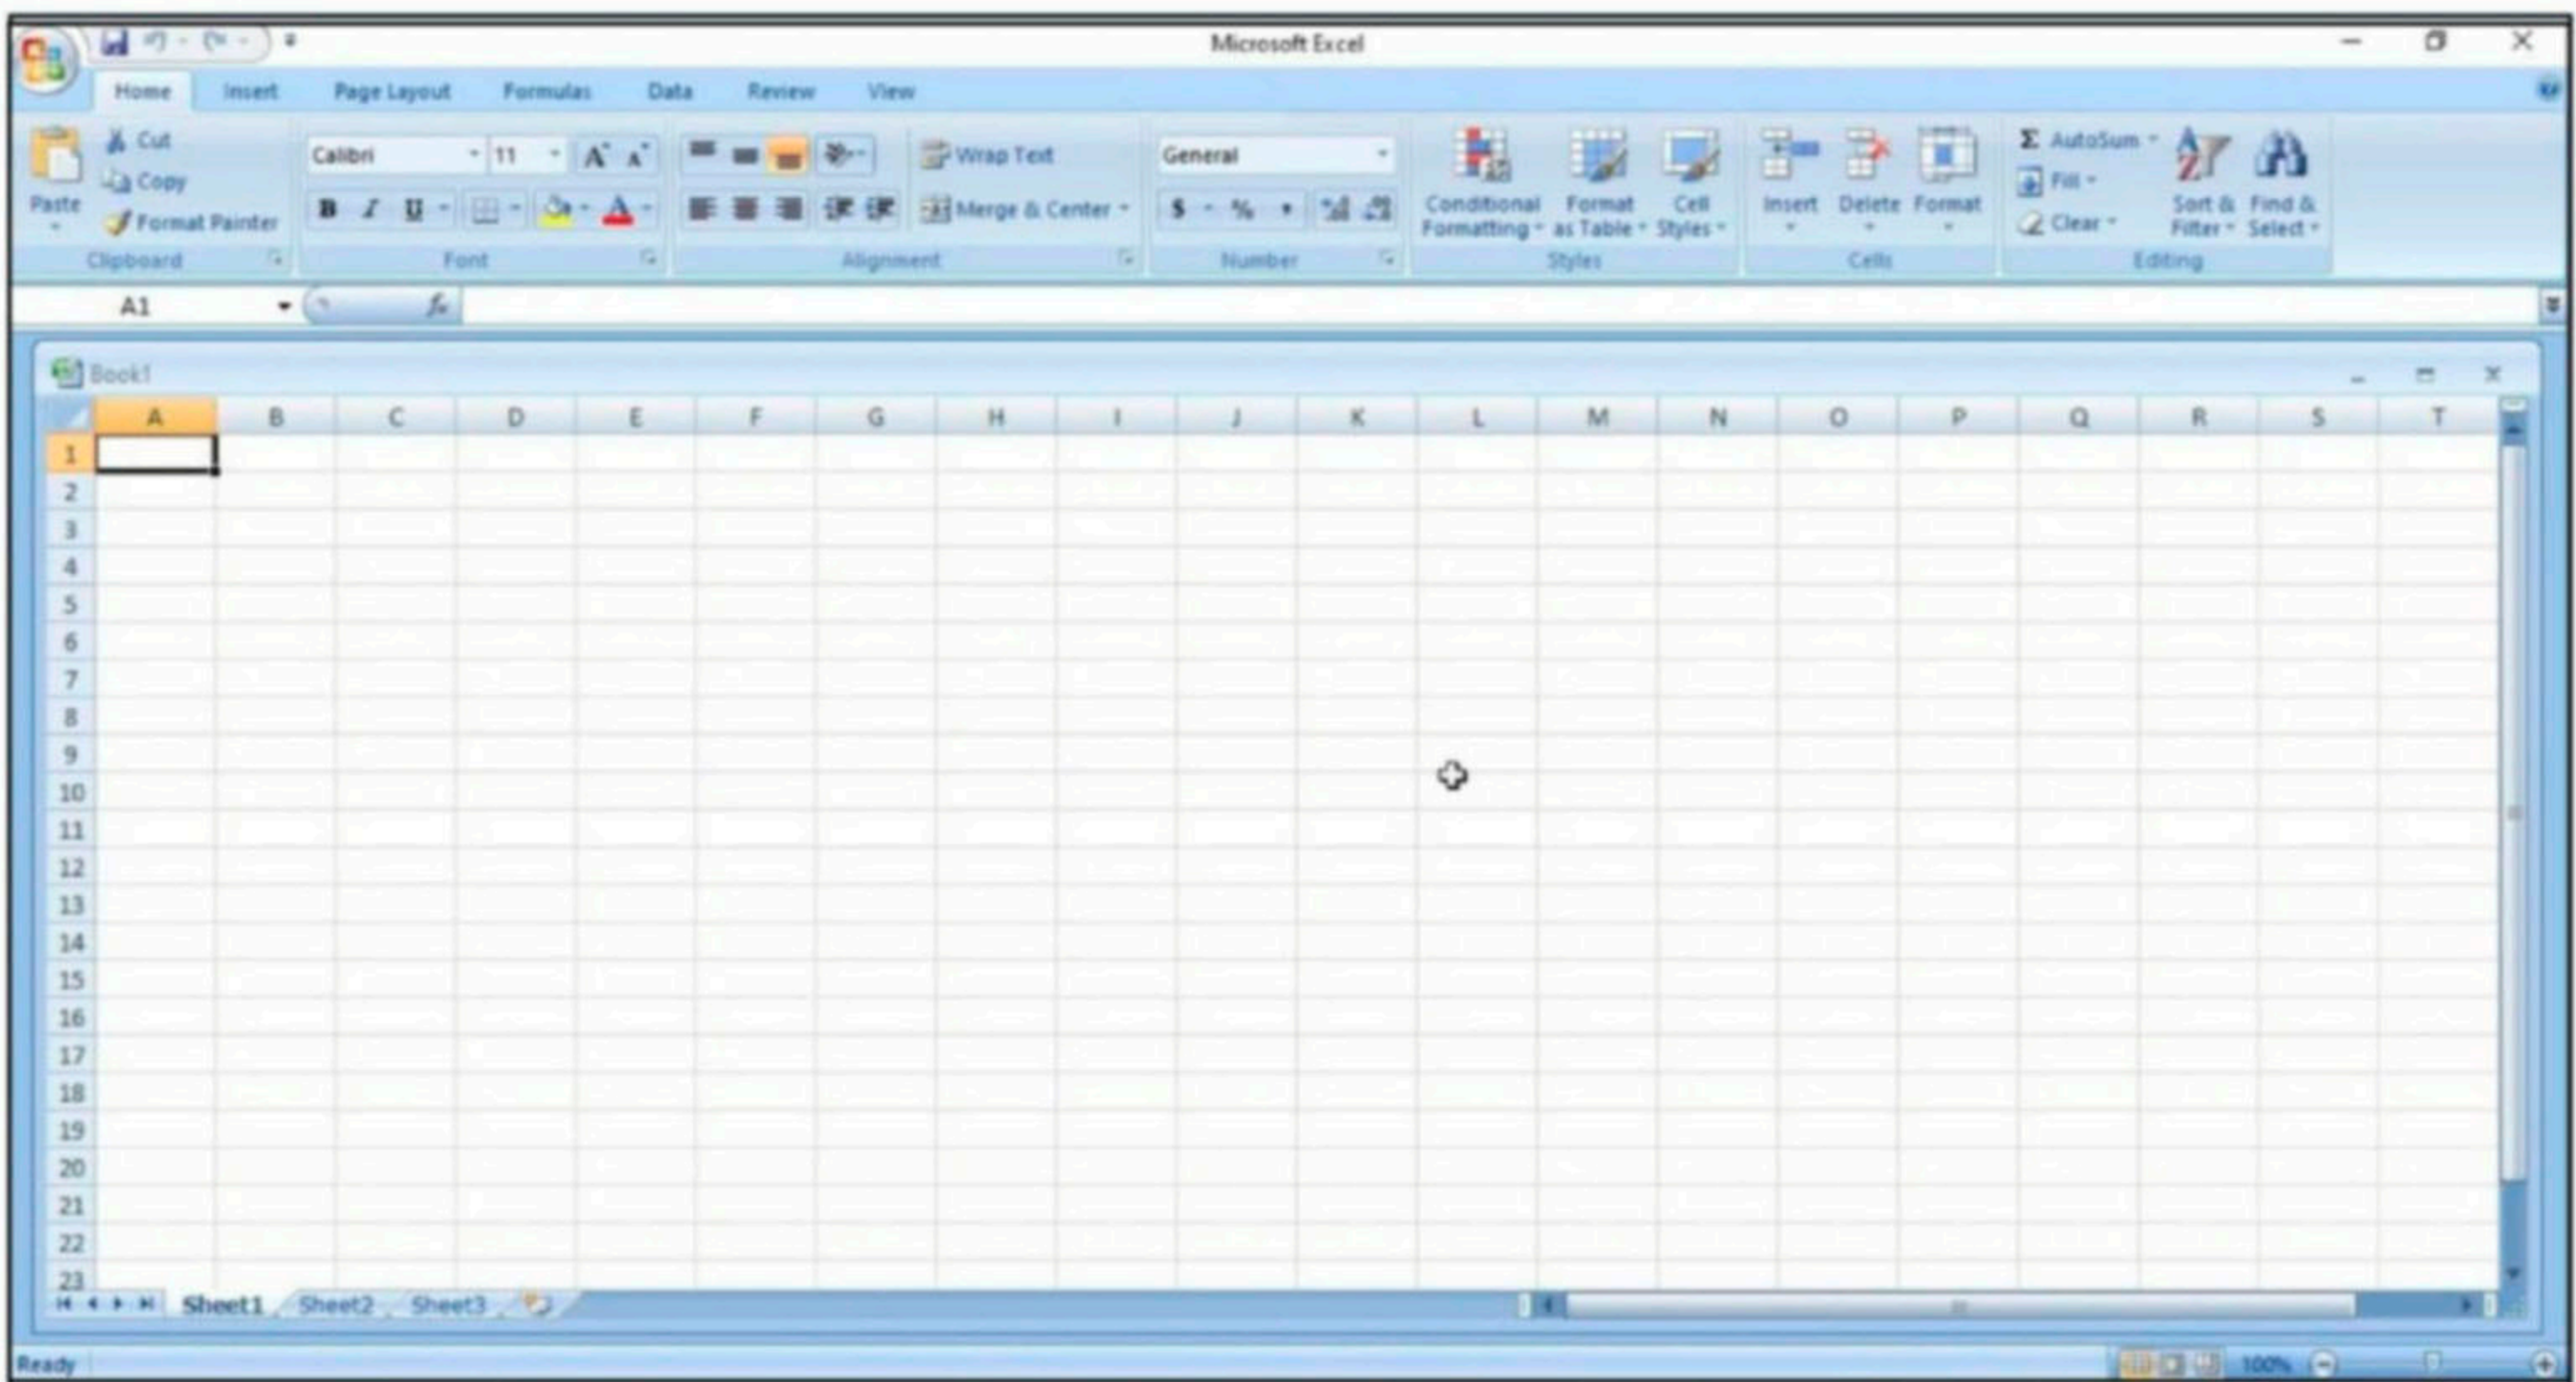 Microsoft Excel
Home Insert Page Layout Formulas Data Review View
Cut
Copy
Format Painter
Paste
Clipboard
Calibri 11
B I U A
Font
Wrap Text
Merge & Center
Alignment
General
$ % ,
Number
Conditional Formatting
Format as Table
Cell Styles
Styles
Insert Delete Format
Cells
Σ AutoSum
Fill
Clear
Sort & Filter
Find & Select
Editing
A1 fx
Book1
A B C D E F G H I J K L M N O P Q R S T
1
2
3
4
5
6
7
8
9
10
11
12
13
14
15
16
17
18
19
20
21
22
23
Sheet1 Sheet2 Sheet3
Ready 100%